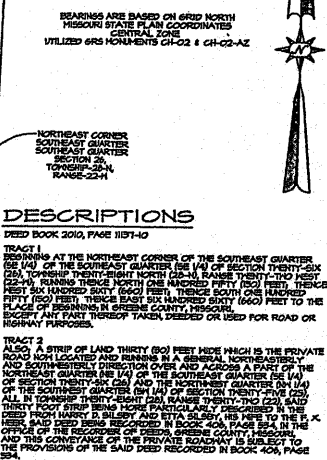 BEARINGS ARE BASED ON GRID NORTH
MISSOURI STATE PLAIN COORDINATES
CENTRAL ZONE
UTILIZED GRS MONUMENTS CH-02 & CH-02-AZ
N
NORTHEAST CORNER
SOUTHEAST QUARTER
SOUTHEAST QUARTER
SECTION 26,
TOWNSHIP-28-N,
RANGE-22-W
DESCRIPTIONS
DEED BOOK 2010, PAGE 11137-10
TRACT 1
BEGINNING AT THE NORTHEAST CORNER OF THE SOUTHEAST QUARTER
(SE 1/4) OF THE SOUTHEAST QUARTER (SE 1/4) OF SECTION TWENTY-SIX
(26), TOWNSHIP TWENTY-EIGHT NORTH (28-N), RANGE TWENTY-TWO WEST
(22-W); RUNNING THENCE NORTH ONE HUNDRED FIFTY (150) FEET; THENCE
WEST SIX HUNDRED SIXTY (660) FEET; THENCE SOUTH ONE HUNDRED
FIFTY (150) FEET; THENCE EAST SIX HUNDRED SIXTY (660) FEET TO THE
PLACE OF BEGINNING, IN GREENE COUNTY, MISSOURI,
EXCEPT ANY PART THEREOF TAKEN, DEEDED OR USED FOR ROAD OR
HIGHWAY PURPOSES.
TRACT 2
ALSO, A STRIP OF LAND THIRTY (30) FEET WIDE WHICH IS THE PRIVATE
ROAD NOW LOCATED AND RUNNING IN A GENERAL NORTHEASTERLY
AND SOUTHWESTERLY DIRECTION OVER AND ACROSS A PART OF THE
NORTHEAST QUARTER (NE 1/4) OF THE SOUTHEAST QUARTER (SE 1/4)
OF SECTION TWENTY-SIX (26) AND THE NORTHWEST QUARTER (NW 1/4)
OF THE SOUTHWEST QUARTER (SW 1/4) OF SECTION TWENTY-FIVE (25),
ALL IN TOWNSHIP TWENTY-EIGHT (28), RANGE TWENTY-TWO (22), SAID
THIRTY FOOT STRIP BEING MORE PARTICULARLY DESCRIBED IN THE
DEED FROM HARRY D. SILSBY AND ETTA SILSBY, HIS WIFE TO THE F. X.
HEER, SAID DEED BEING RECORDED IN BOOK 406, PAGE 594, IN THE
OFFICE OF THE RECORDER OF DEEDS, GREENE COUNTY, MISSOURI,
AND THIS CONVEYANCE OF THE PRIVATE ROADWAY IS SUBJECT TO
THE PROVISIONS OF THE SAID DEED RECORDED IN BOOK 406, PAGE
594.